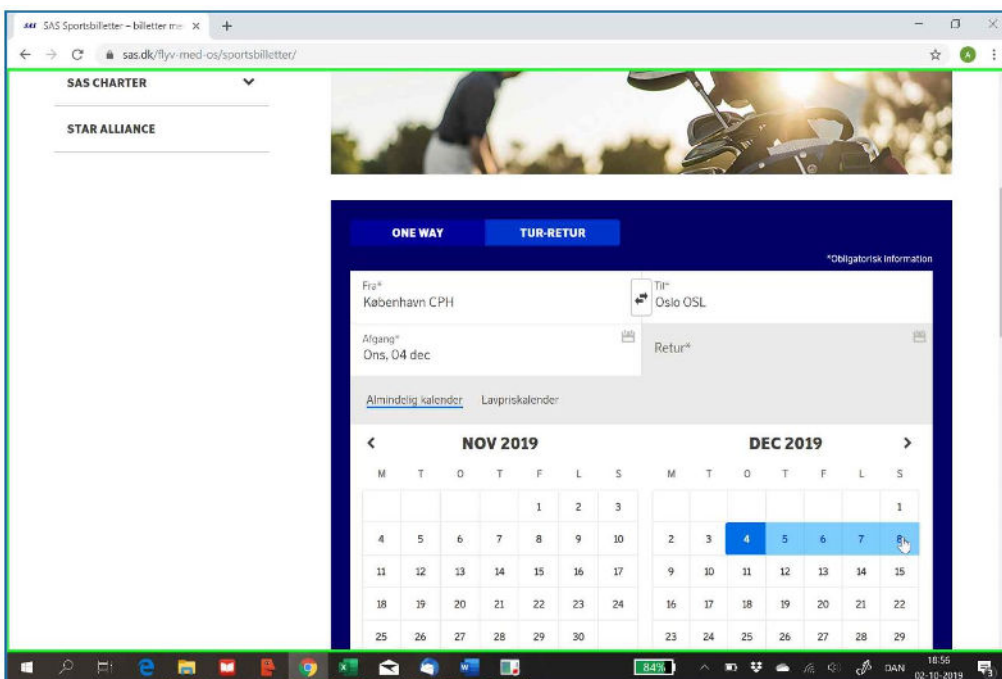 SAS SAS Sportsbilletter – billetter me
sas.dk/flyv-med-os/sportsbilletter/
A
SAS CHARTER
STAR ALLIANCE
ONE WAY TUR-RETUR
*Obligatorisk information
Fra* Til*
København CPH Oslo OSL
Afgang* Retur*
Ons, 04 dec
Almindelig kalender Lavpriskalender
NOV 2019 DEC 2019
M T O T F L S M T O T F L S
1 2 3 1
4 5 6 7 8 9 10 2 3 4 5 6 7 8
11 12 13 14 15 16 17 9 10 11 12 13 14 15
18 19 20 21 22 23 24 16 17 18 19 20 21 22
25 26 27 28 29 30 23 24 25 26 27 28 29
84% DAN 18:56
02-10-2019 3